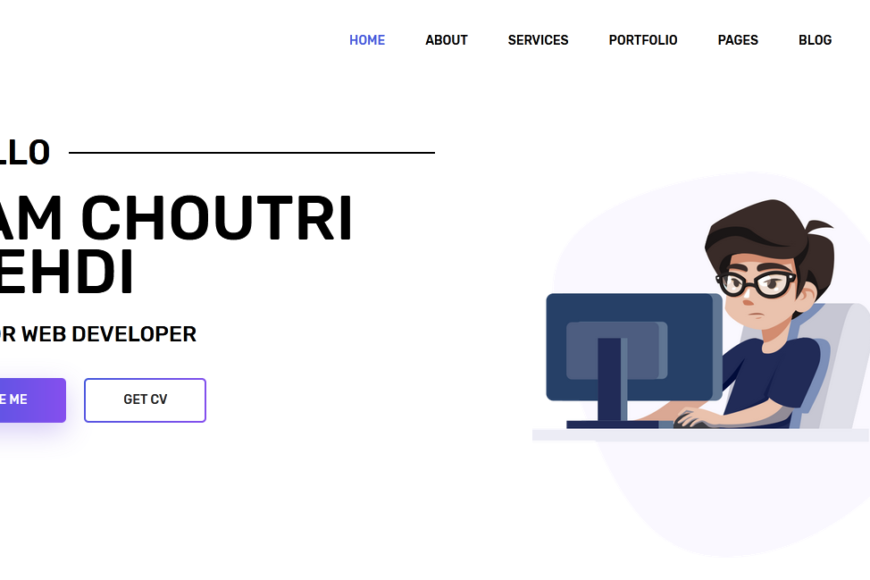 HOME ABOUT SERVICES PORTFOLIO PAGES BLOG
LLO
AM CHOUTRI
EHDI
OR WEB DEVELOPER
E ME GET CV